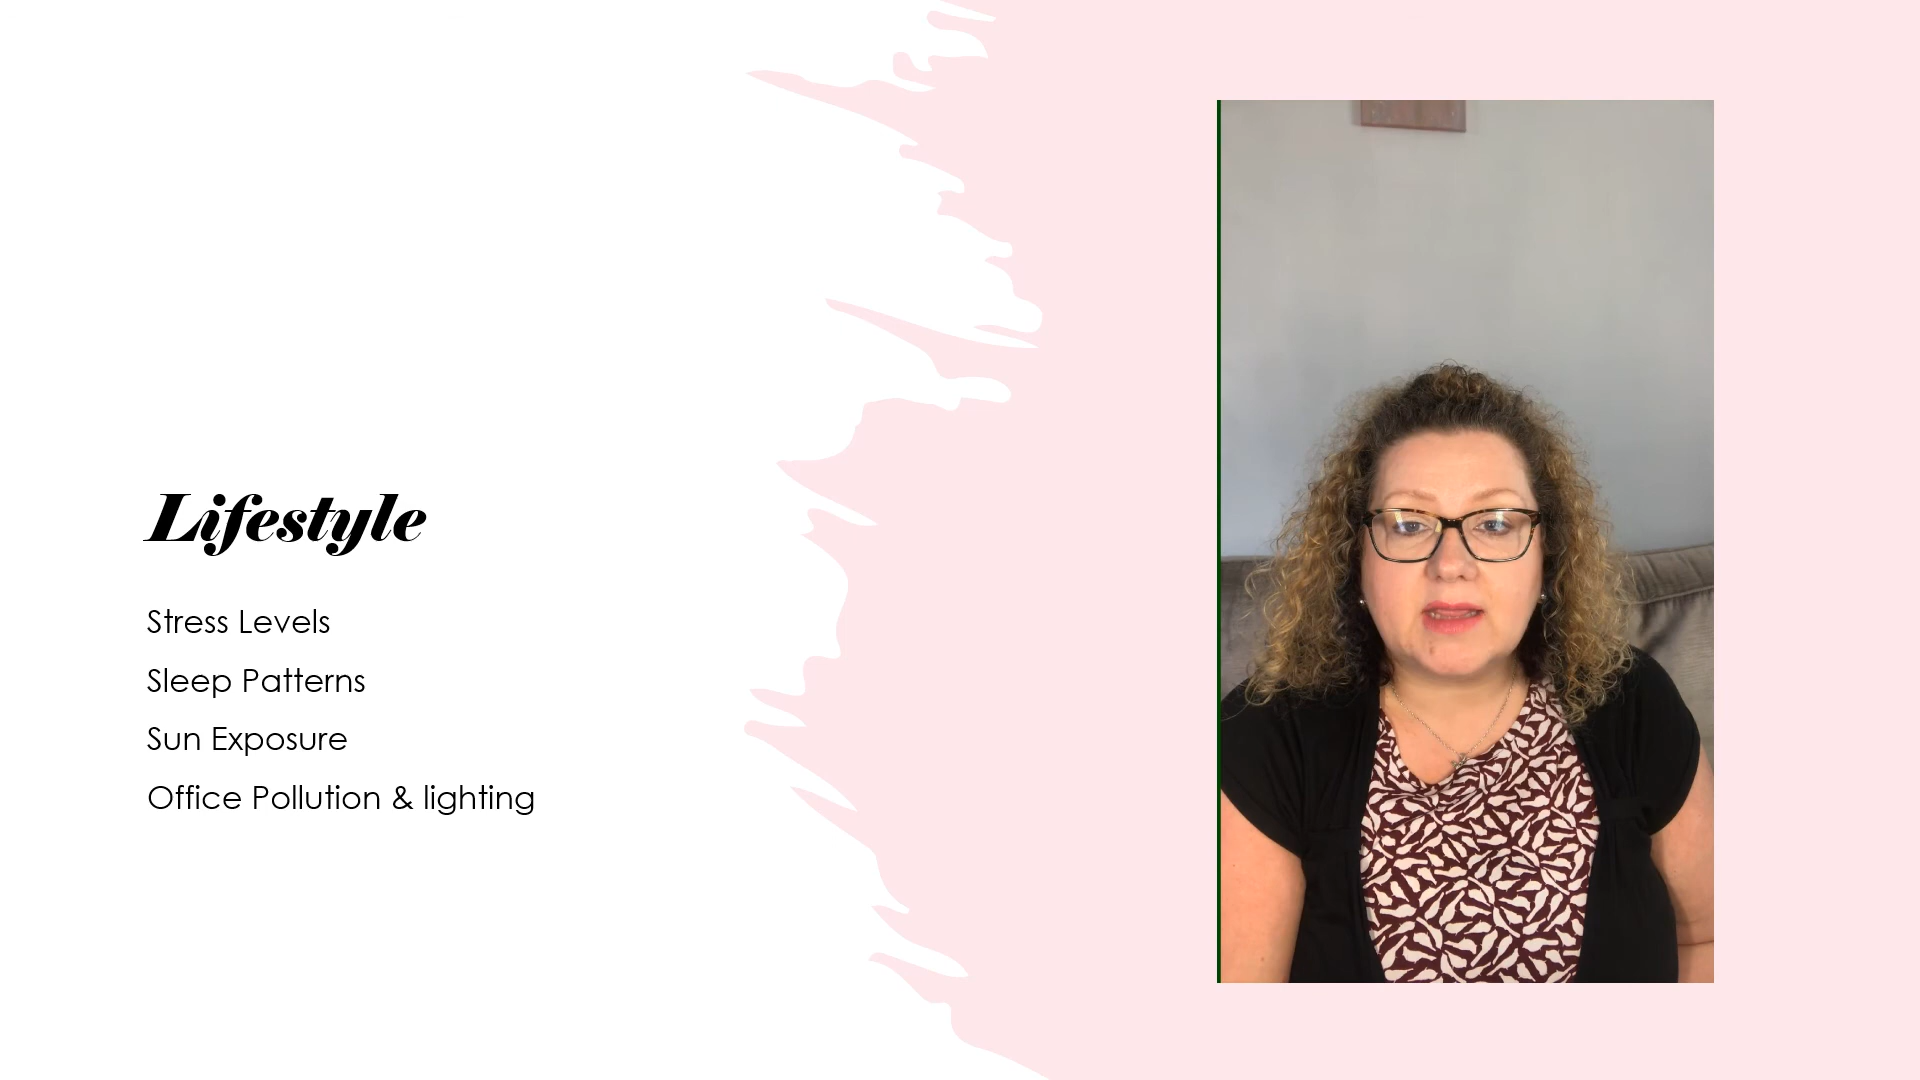 Lifestyle
Stress Levels
Sleep Patterns
Sun Exposure
Office Pollution & lighting